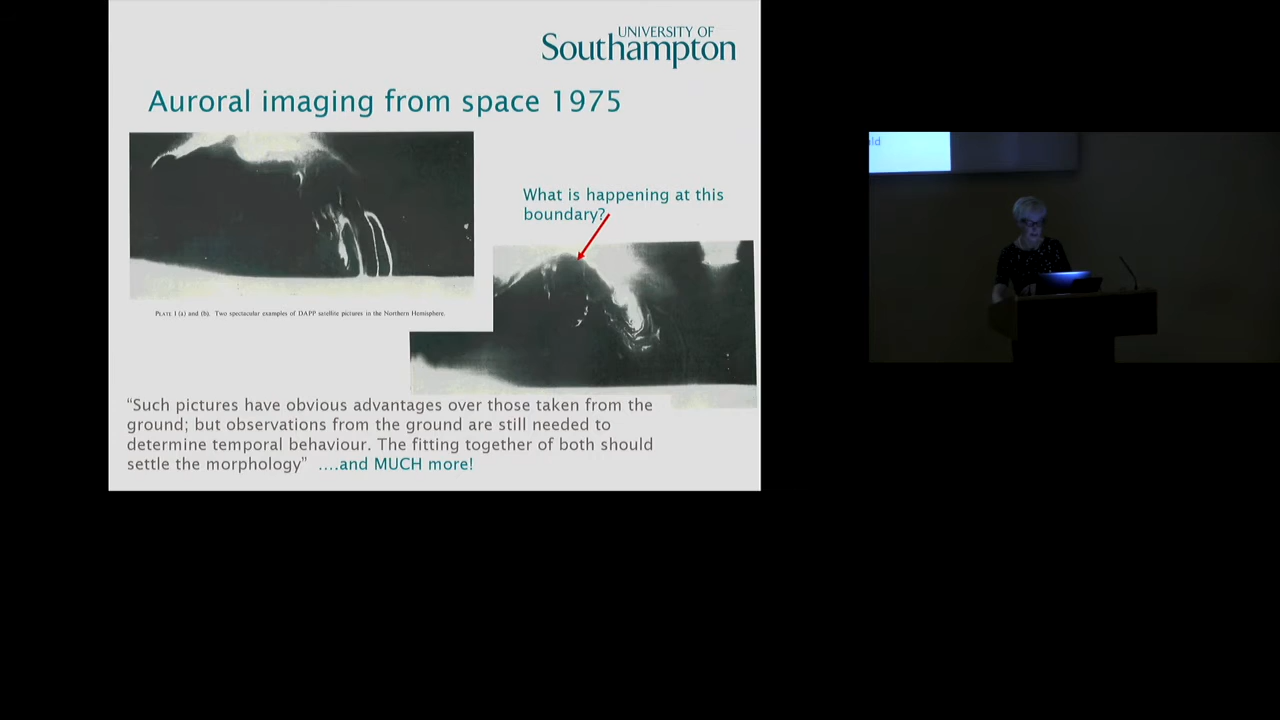 UNIVERSITY OF
Southampton
Auroral imaging from space 1975
What is happening at this
boundary?
PLATE I (a) and (b). Two spectacular examples of DAPP satellite pictures in the Northern Hemisphere.
“Such pictures have obvious advantages over those taken from the
ground; but observations from the ground are still needed to
determine temporal behaviour. The fitting together of both should
settle the morphology” ….and MUCH more!
ld